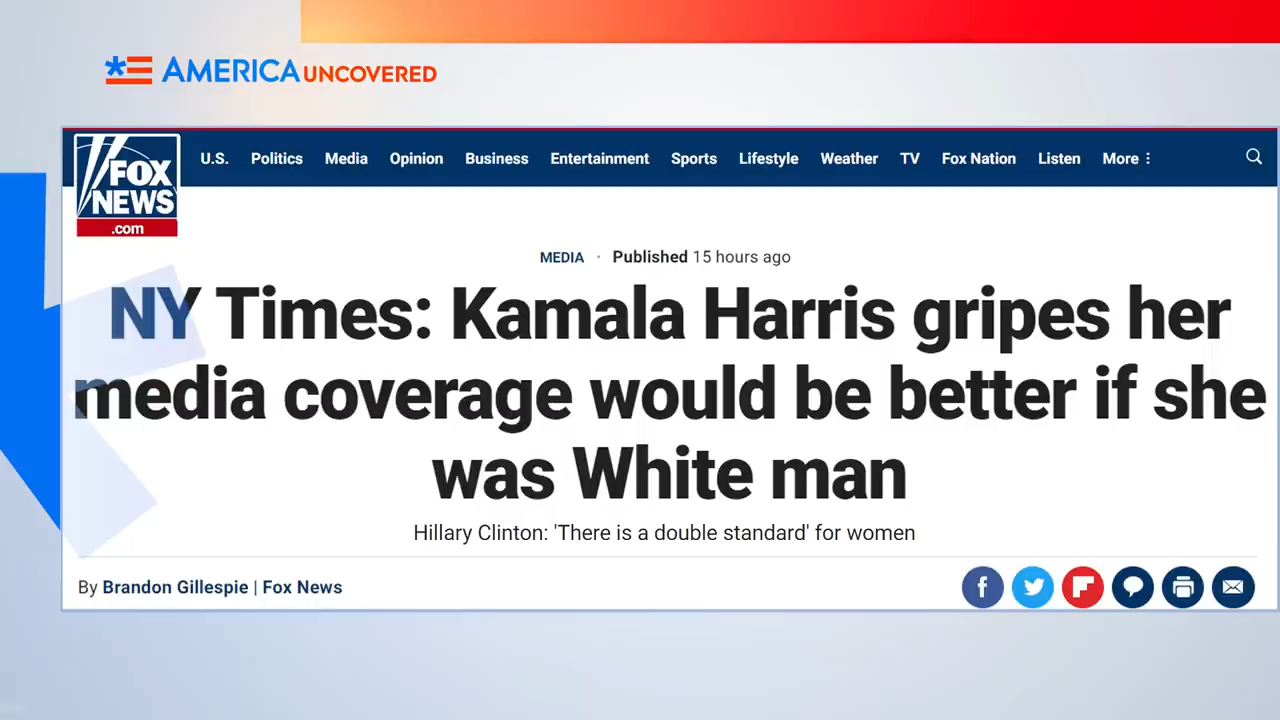 AMERICA UNCOVERED
FOX NEWS .com
U.S. Politics Media Opinion Business Entertainment Sports Lifestyle Weather TV Fox Nation Listen More
MEDIA · Published 15 hours ago
NY Times: Kamala Harris gripes her
media coverage would be better if she
was White man
Hillary Clinton: 'There is a double standard' for women
By Brandon Gillespie | Fox News